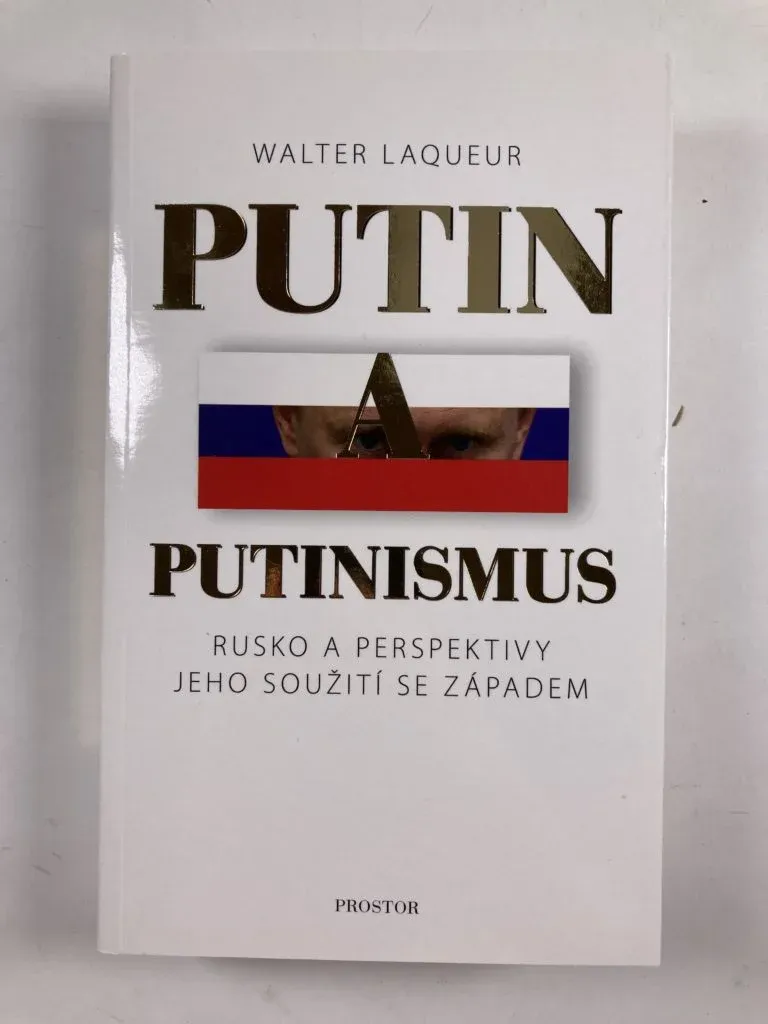 WALTER LAQUEUR
PUTIN
A
PUTINISMUS
RUSKO A PERSPEKTIVY
JEHO SOUŽITÍ SE ZÁPADEM
PROSTOR